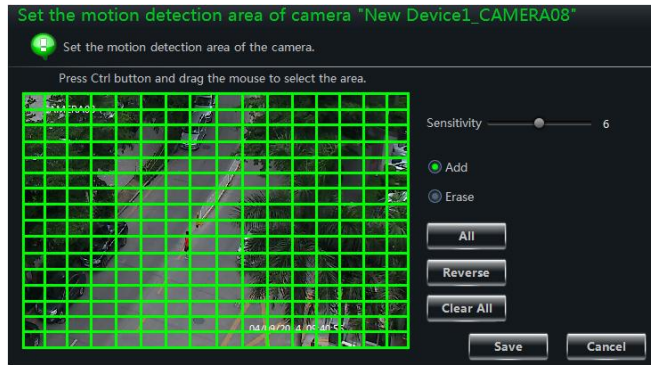 Set the motion detection area of camera "New Device1_CAMERA08"
Set the motion detection area of the camera.
Press Ctrl button and drag the mouse to select the area.
CAMERA08
Sensitivity 6
Add
Erase
All
Reverse
Clear All
Save Cancel